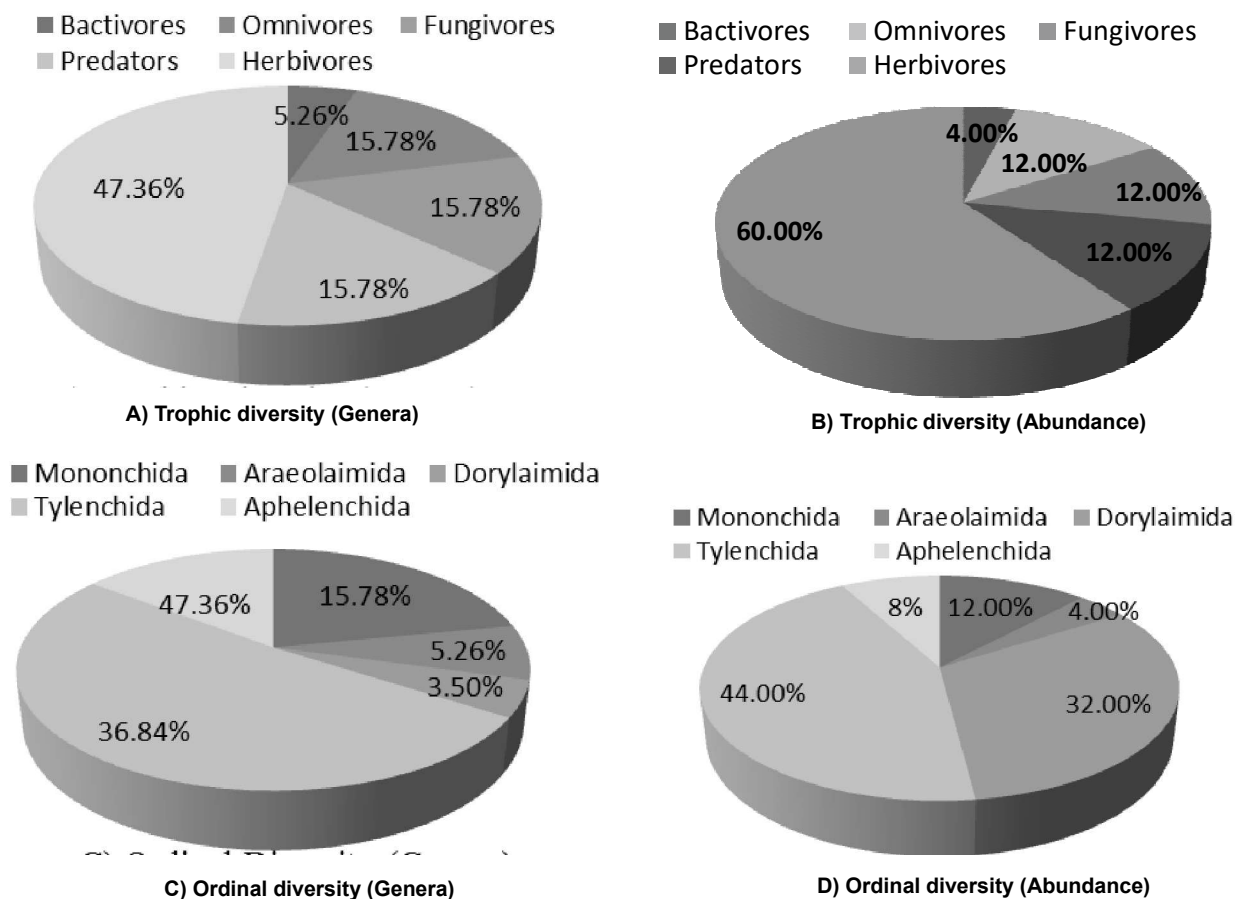 Bactivores Omnivores Fungivores
Predators Herbivores
5.26%
15.78%
15.78%
15.78%
47.36%
A) Trophic diversity (Genera)
Bactivores Omnivores Fungivores
Predators Herbivores
4.00%
12.00%
12.00%
12.00%
60.00%
B) Trophic diversity (Abundance)
Mononchida Araeolaimida Dorylaimida
Tylenchida Aphelenchida
47.36%
15.78%
5.26%
3.50%
36.84%
C) Ordinal diversity (Genera)
Mononchida Araeolaimida Dorylaimida
Tylenchida Aphelenchida
8%
12.00%
4.00%
44.00%
32.00%
D) Ordinal diversity (Abundance)